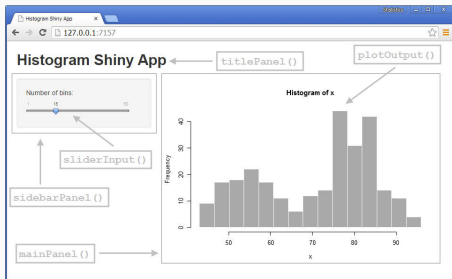 Histogram Shiny App
127.0.0.1:7157
Histogram Shiny App
titlePanel()
plotOutput()
Number of bins:
1 15 50
sliderInput()
sidebarPanel()
mainPanel()
Histogram of x
Frequency
40
30
20
10
0
50 60 70 80 90
x